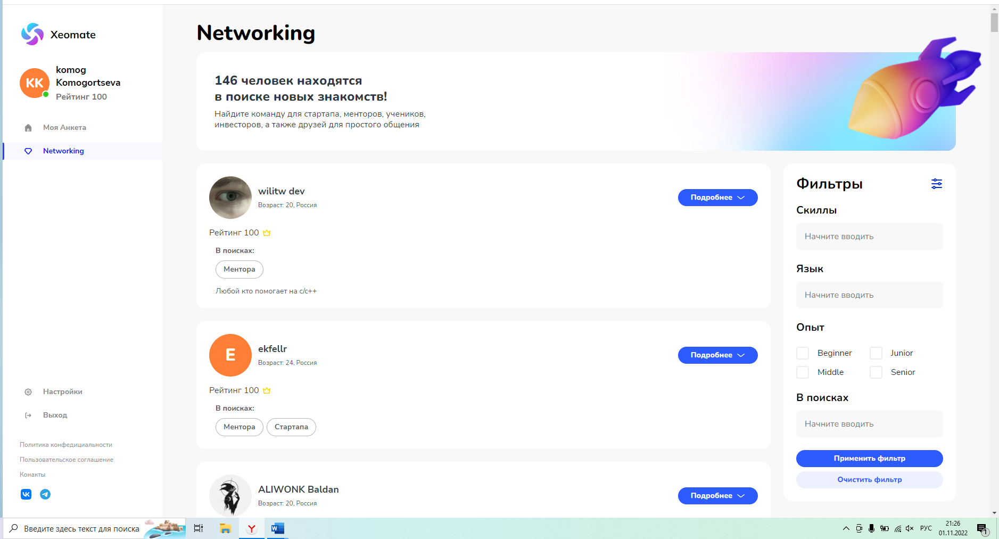 Xeomate
KK
komog
Komogortseva
Рейтинг 100
Моя Анкета
Networking
Настройки
Выход
Политика конфедициальности
Пользовательское соглашение
Конакты
Networking
146 человек находятся
в поиске новых знакомств!
Найдите команду для стартапа, менторов, учеников,
инвесторов, а также друзей для простого общения
wilitw dev
Возраст: 20, Россия
Подробнее
Рейтинг 100
В поисках:
Ментора
Любой кто помогает на c/c++
E
ekfellr
Возраст: 24, Россия
Подробнее
Рейтинг 100
В поисках:
Ментора Стартапа
ALIWONK Baldan
Возраст: 20, Россия
Подробнее
Фильтры
Скиллы
Начните вводить
Язык
Начните вводить
Опыт
Beginner Junior
Middle Senior
В поисках
Начните вводить
Применить фильтр
Очистить фильтр
Введите здесь текст для поиска
РУС
21:26
01.11.2022
1